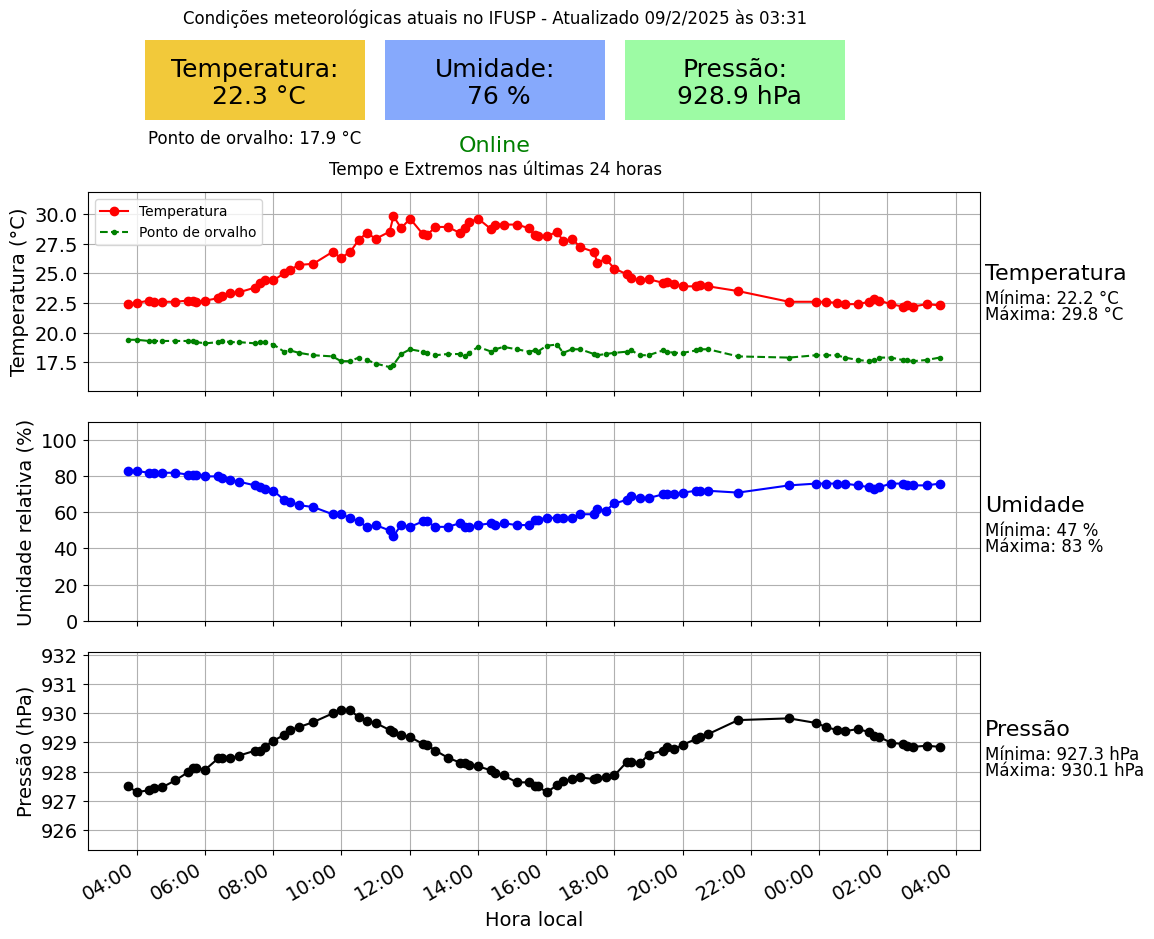 Condições meteorológicas atuais no IFUSP - Atualizado 09/2/2025 às 03:31
Temperatura:
22.3 °C
Umidade:
76 %
Pressão:
928.9 hPa
Ponto de orvalho: 17.9 °C
Online
Tempo e Extremos nas últimas 24 horas
Temperatura (°C)
30.0
27.5
25.0
22.5
20.0
17.5
Temperatura
Ponto de orvalho
Temperatura
Mínima: 22.2 °C
Máxima: 29.8 °C
Umidade relativa (%)
100
80
60
40
20
0
Umidade
Mínima: 47 %
Máxima: 83 %
Pressão (hPa)
932
931
930
929
928
927
926
Pressão
Mínima: 927.3 hPa
Máxima: 930.1 hPa
04:00 06:00 08:00 10:00 12:00 14:00 16:00 18:00 20:00 22:00 00:00 02:00 04:00
Hora local